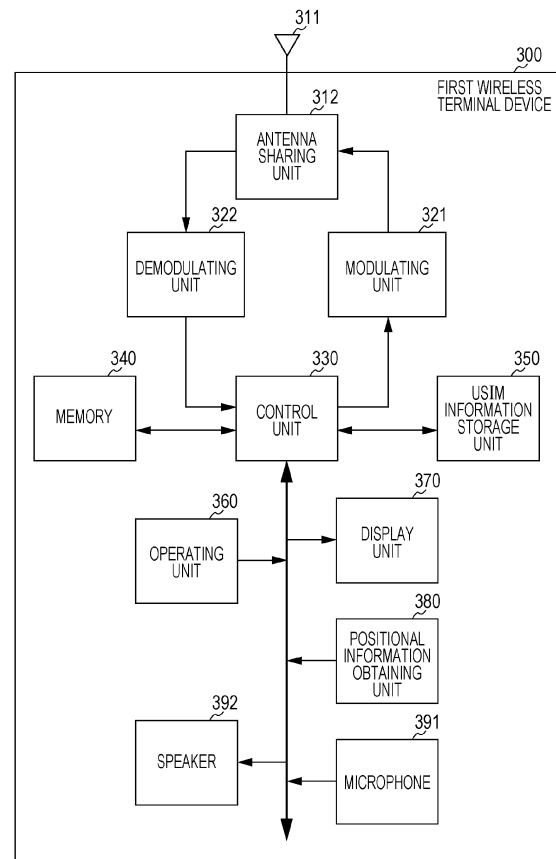 311
300
FIRST WIRELESS
TERMINAL DEVICE
312
ANTENNA
SHARING
UNIT
322
DEMODULATING
UNIT
321
MODULATING
UNIT
340
MEMORY
330
CONTROL
UNIT
350
USIM
INFORMATION
STORAGE
UNIT
360
OPERATING
UNIT
370
DISPLAY
UNIT
380
POSITIONAL
INFORMATION
OBTAINING
UNIT
392
SPEAKER
391
MICROPHONE